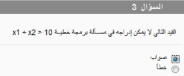 السؤال 3
القيد التالي لا يمكن إدراجه في مسألة برمجة خطية x1 + x2 > 10
صواب
خطأ